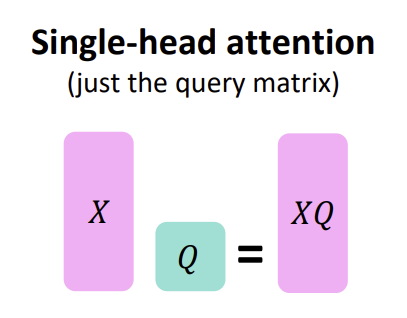 Single-head attention
(just the query matrix)
X
Q
=
XQ